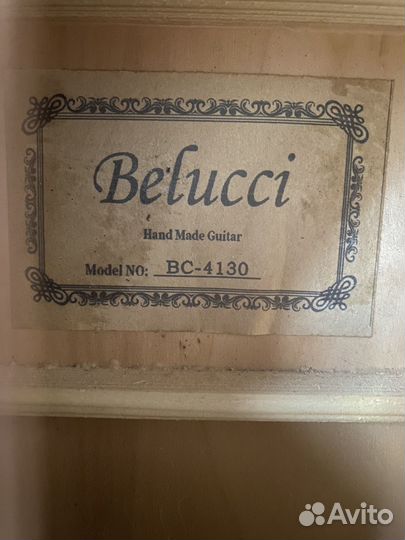 Belucci
Hand Made Guitar
Model NO: BC-4130
Avito